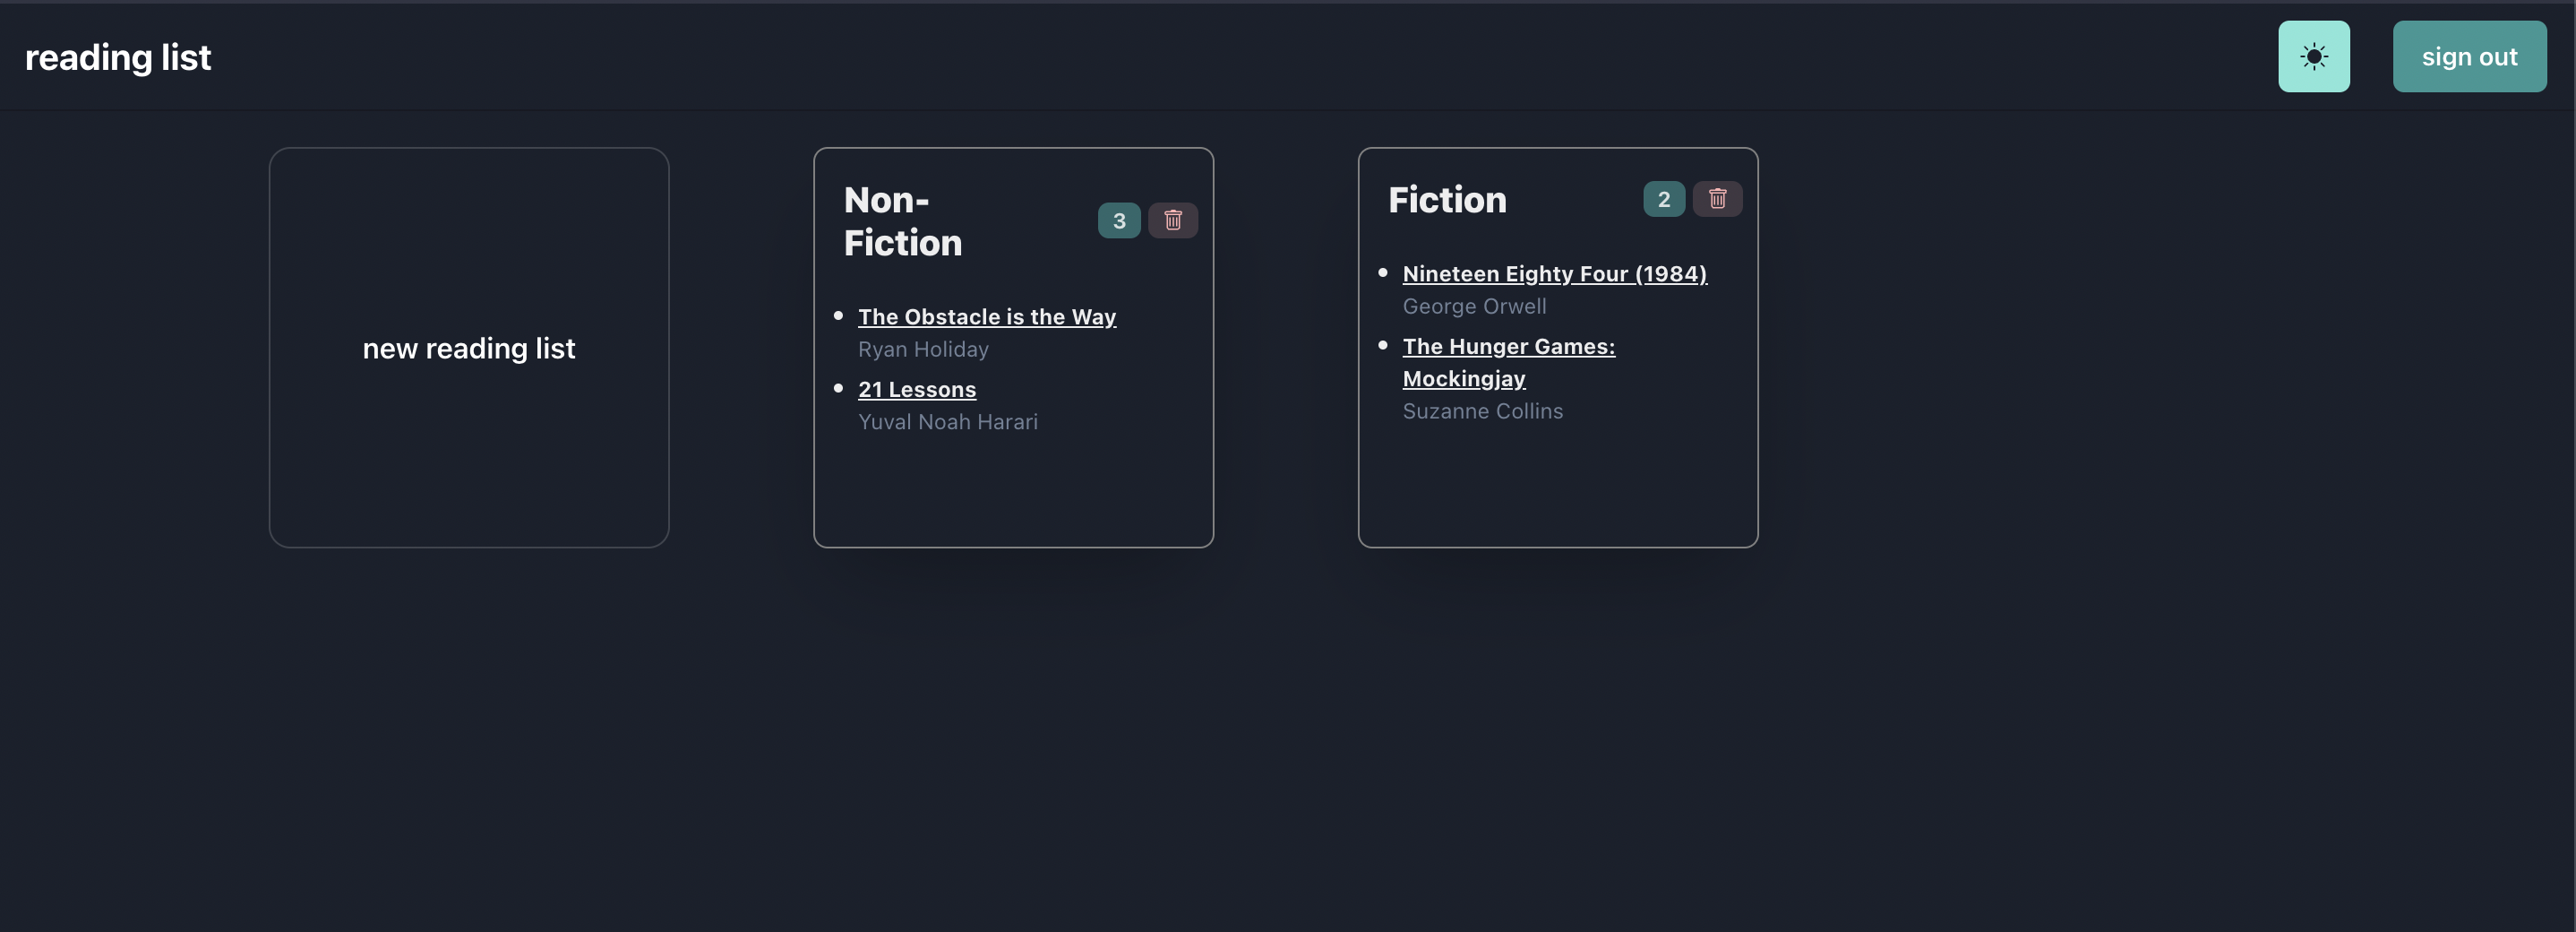 reading list
sign out
new reading list
Non-
Fiction
3
The Obstacle is the Way
Ryan Holiday
21 Lessons
Yuval Noah Harari
Fiction
2
Nineteen Eighty Four (1984)
George Orwell
The Hunger Games:
Mockingjay
Suzanne Collins